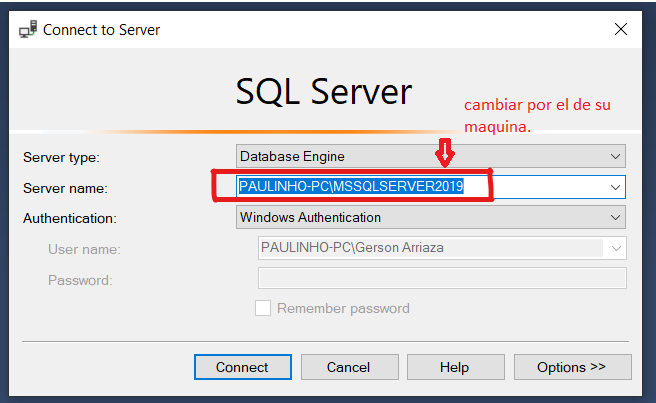 Connect to Server
SQL Server
cambiar por el de su
maquina.
Server type: Database Engine
Server name: PAULINHO-PC\MSSQLSERVER2019
Authentication: Windows Authentication
User name: PAULINHO-PC\Gerson Arriaza
Password:
Remember password
Connect Cancel Help Options >>